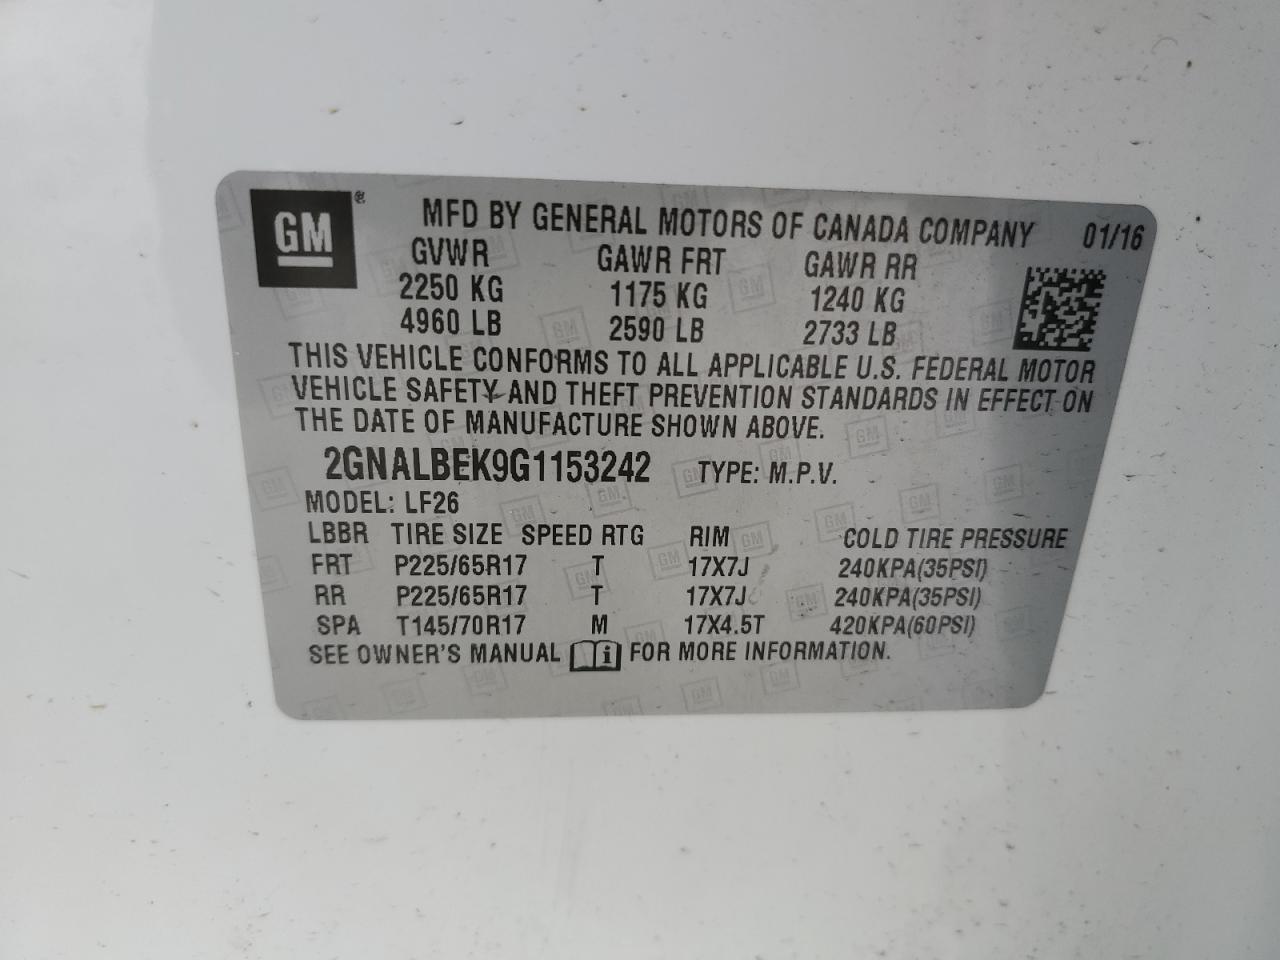 GM ®
MFD BY GENERAL MOTORS OF CANADA COMPANY 01/16
GVWR GAWR FRT GAWR RR
2250 KG 1175 KG 1240 KG
4960 LB 2590 LB 2733 LB
THIS VEHICLE CONFORMS TO ALL APPLICABLE U.S. FEDERAL MOTOR
VEHICLE SAFETY AND THEFT PREVENTION STANDARDS IN EFFECT ON
THE DATE OF MANUFACTURE SHOWN ABOVE.
2GNALBEK9G1153242 TYPE: M.P.V.
MODEL: LF26
LBBR TIRE SIZE SPEED RTG RIM COLD TIRE PRESSURE
FRT P225/65R17 T 17X7J 240KPA(35PSI)
RR P225/65R17 T 17X7J 240KPA(35PSI)
SPA T145/70R17 M 17X4.5T 420KPA(60PSI)
SEE OWNER'S MANUAL i FOR MORE INFORMATION.